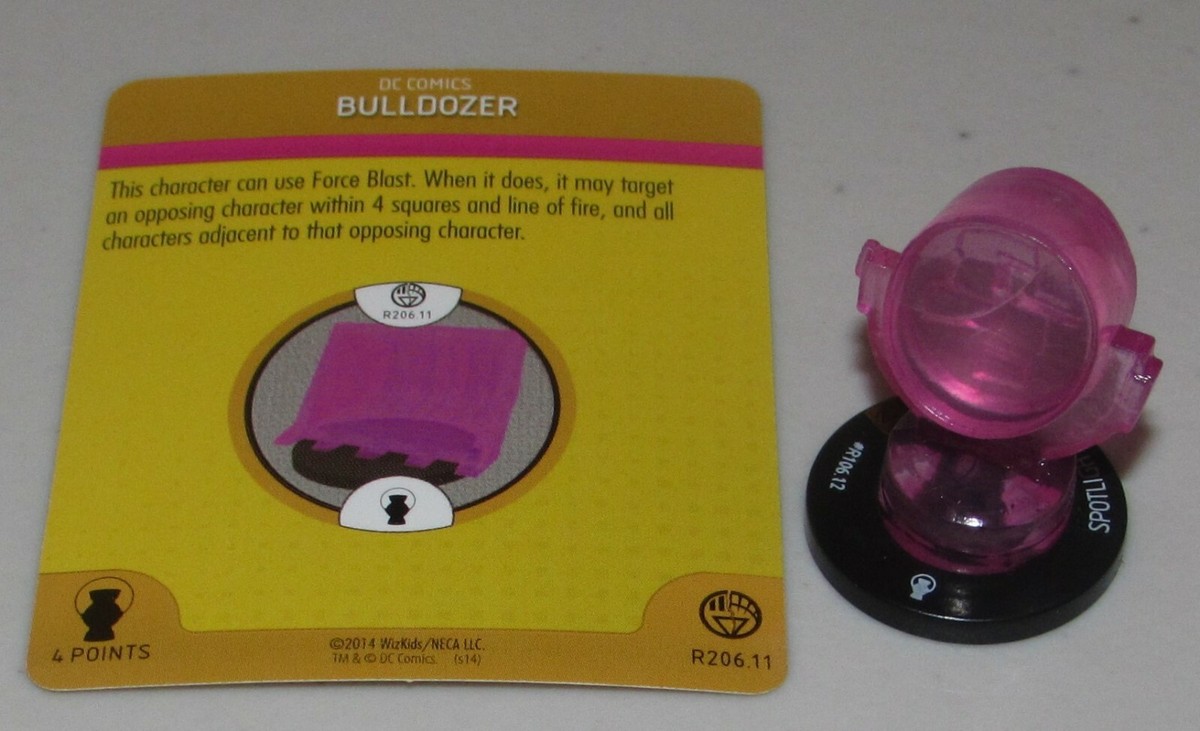 DC COMICS
BULLDOZER
This character can use Force Blast. When it does, it may target
an opposing character within 4 squares and line of fire, and all
characters adjacent to that opposing character.
R206.11
4 POINTS
©2014 WizKids/NECA LLC.
TM & © DC Comics. (s14)
R206.11
#R106.12
SPOTLIGHT